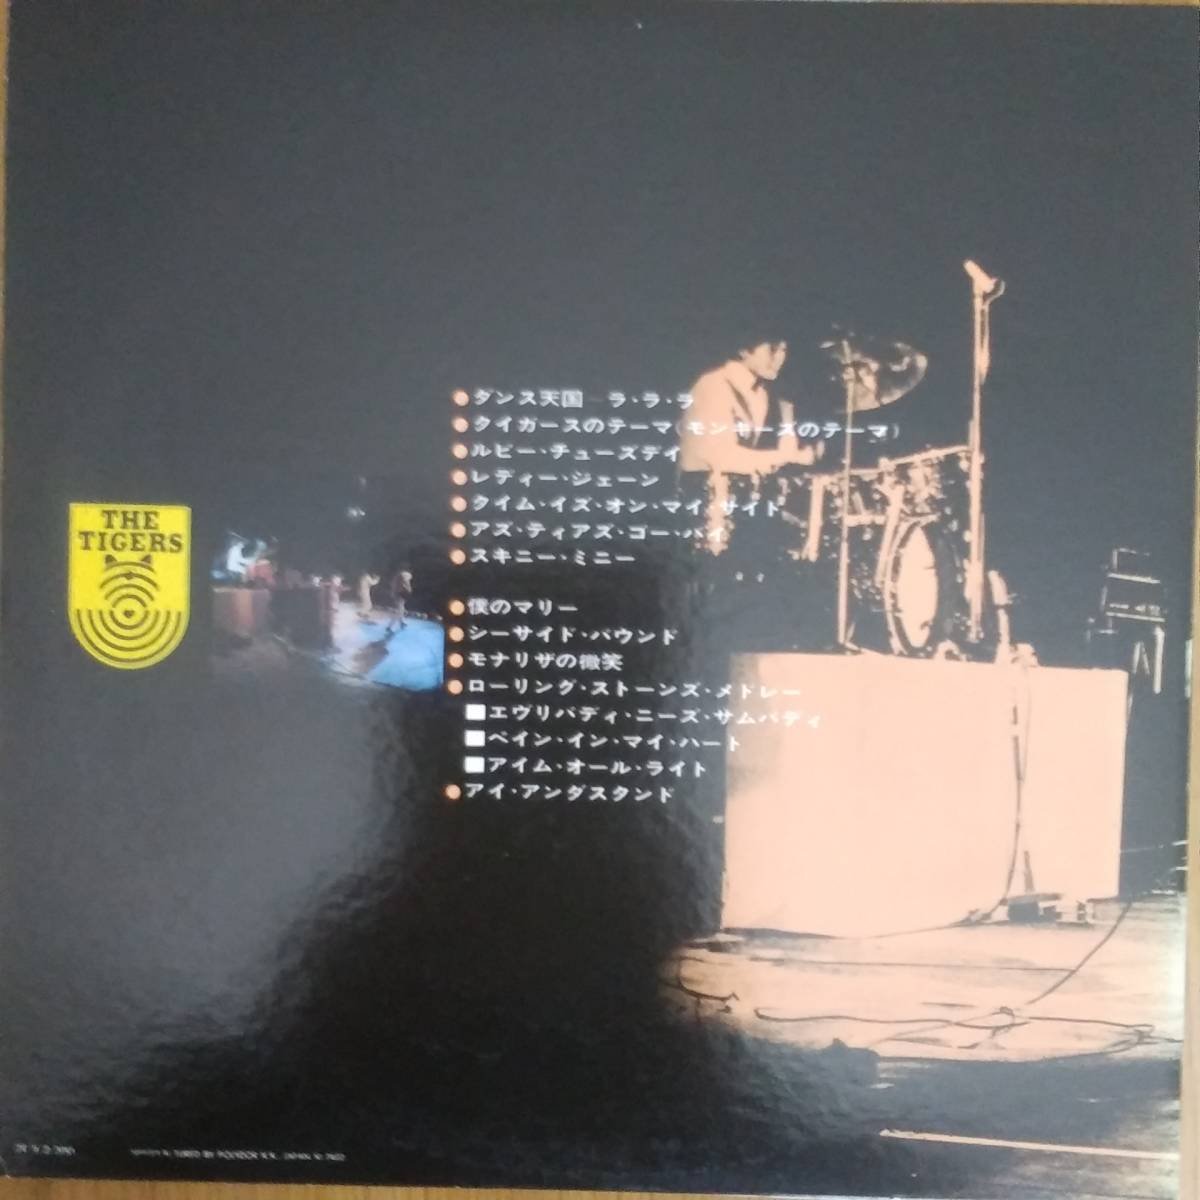 ダンス天国 ラ・ラ・ラ
タイガースのテーマ(モンキーズのテーマ)
ルビー・チューズデイ
レディー・ジェーン
タイム・イズ・オン・マイ・サイド
アズ・ティアズ・ゴー・バイ
スキニー・ミニー
THE
TIGERS
僕のマリー
シーサイド・バウンド
モナリザの微笑
ローリング・ストーンズ・メドレー
エヴリバディ・ニーズ・サムバディ
ペイン・イン・マイ・ハート
アイム・オール・ライト
アイ・アンダスタンド
BY POLYDOR K.K. JAPAN